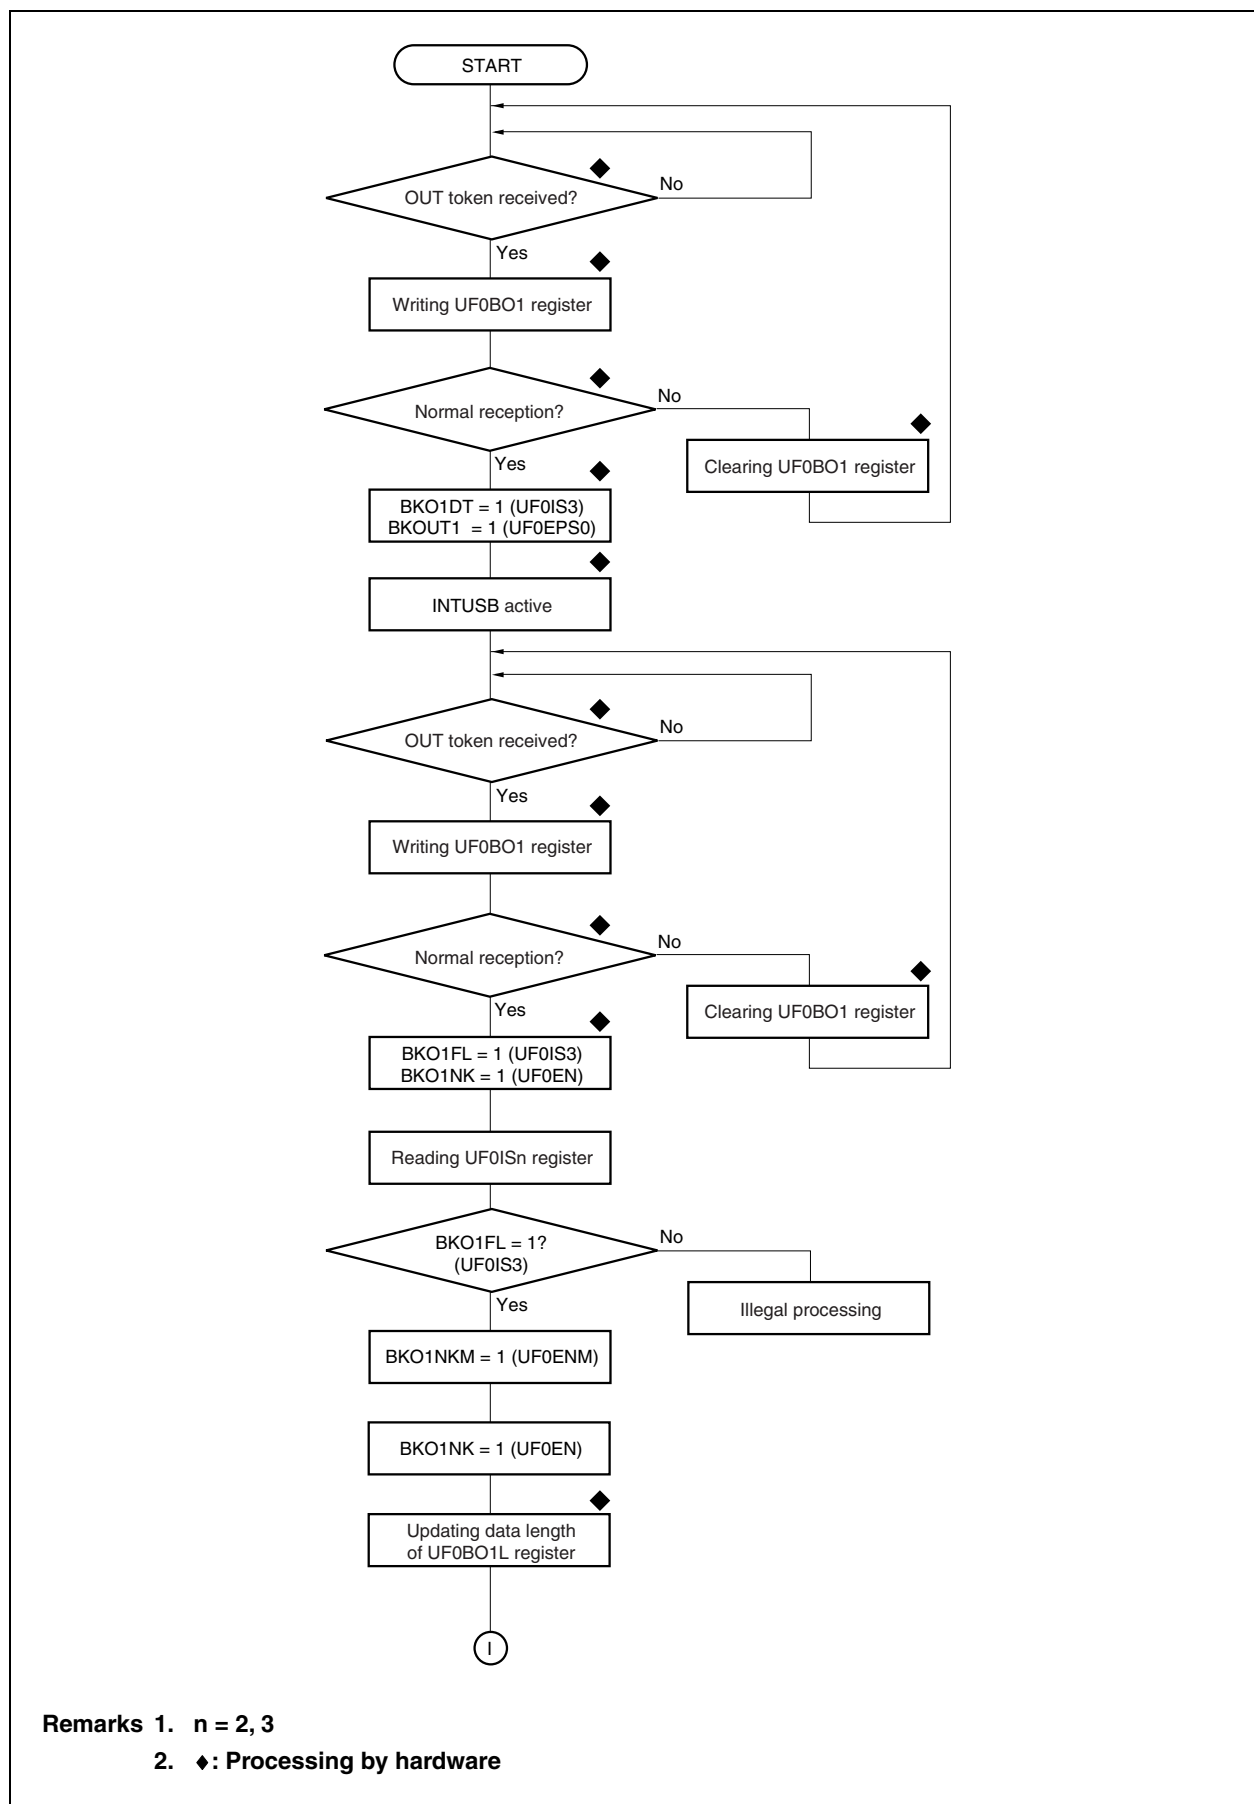 START
OUT token received?
No
Yes
Writing UF0BO1 register
Normal reception?
No
Yes
Clearing UF0BO1 register
BKO1DT = 1 (UF0IS3)
BKOUT1 = 1 (UF0EPS0)
INTUSB active
OUT token received?
No
Yes
Writing UF0BO1 register
Normal reception?
No
Yes
Clearing UF0BO1 register
BKO1FL = 1 (UF0IS3)
BKO1NK = 1 (UF0EN)
Reading UF0ISn register
BKO1FL = 1?
(UF0IS3)
No
Yes
Illegal processing
BKO1NKM = 1 (UF0ENM)
BKO1NK = 1 (UF0EN)
Updating data length
of UF0BO1L register
I
Remarks 1. n = 2, 3
2. ♦: Processing by hardware